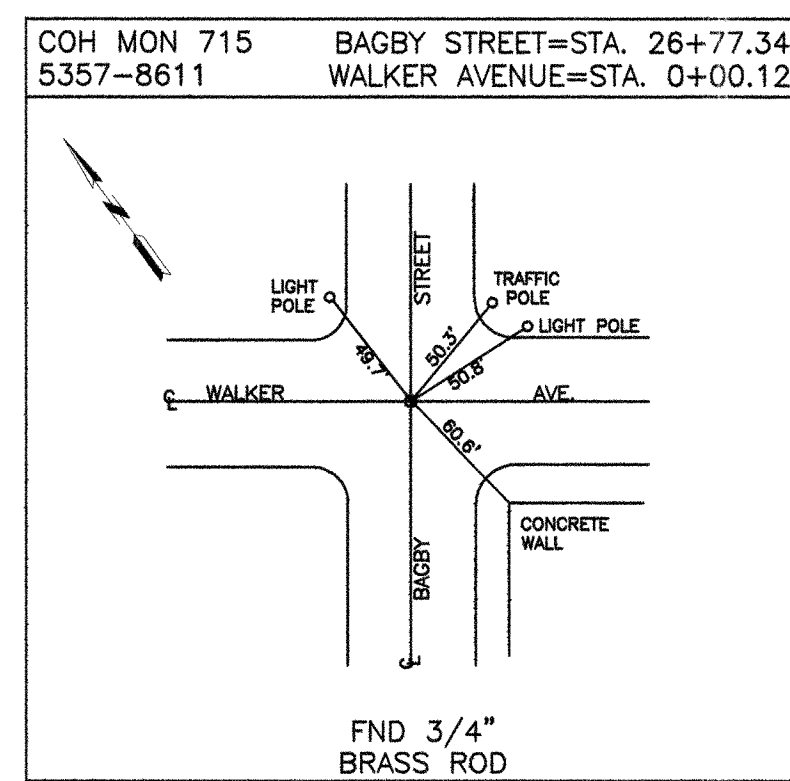 COH MON 715 BAGBY STREET=STA. 26+77.34
5357-8611 WALKER AVENUE=STA. 0+00.12
STREET
LIGHT
POLE
TRAFFIC
POLE
LIGHT POLE
49.7'
50.3'
50.8'
℄ WALKER AVE.
60.6'
CONCRETE
WALL
BAGBY
℄
FND 3/4"
BRASS ROD